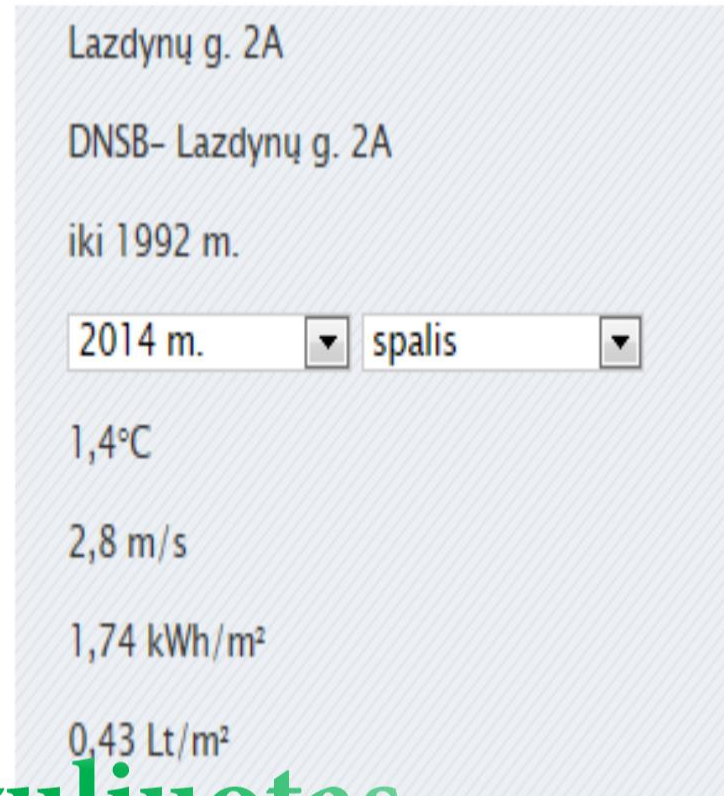 Lazdynų g. 2A
DNSB– Lazdynų g. 2A
iki 1992 m.
2014 m. spalis
1,4°C
2,8 m/s
1,74 kWh/m²
0,43 Lt/m²